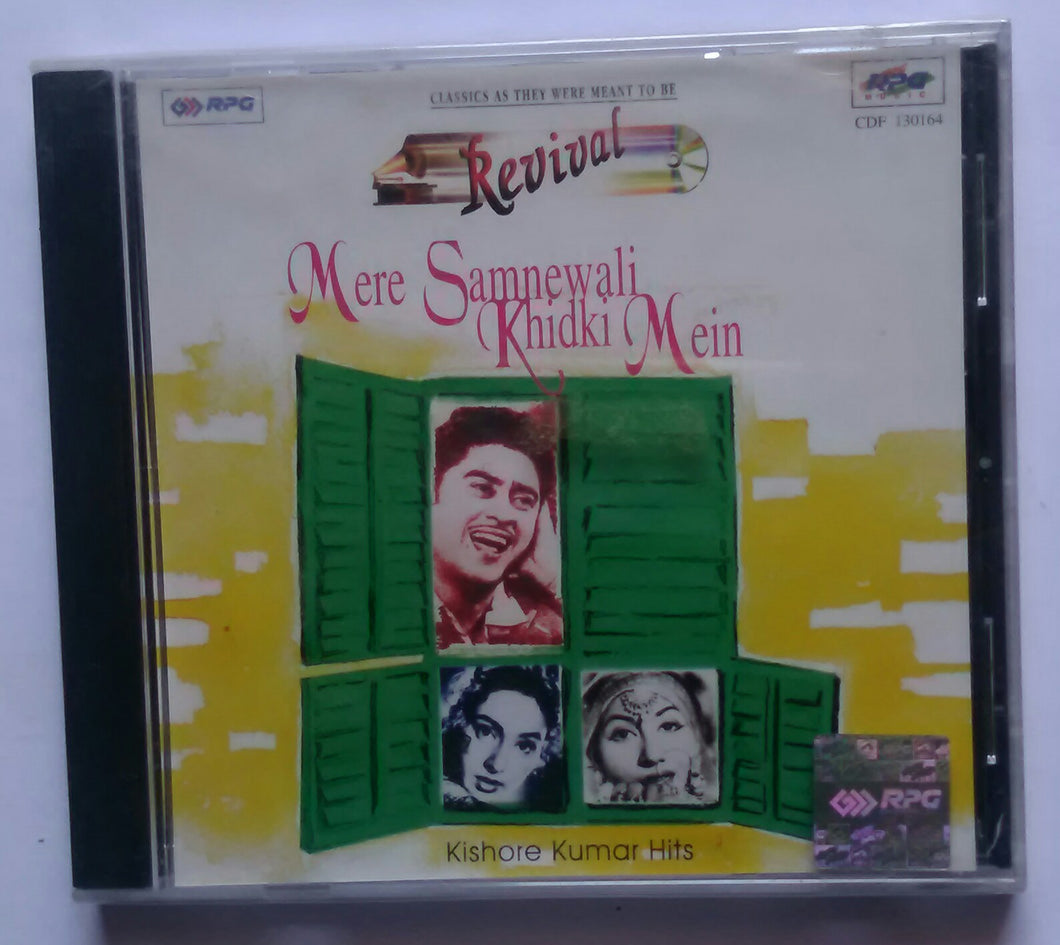 RPG
CLASSICS AS THEY WERE MEANT TO BE
RPG
MUSIC
CDF 130164
Revival
Mere Samnewali
Khidki Mein
Kishore Kumar Hits
RPG